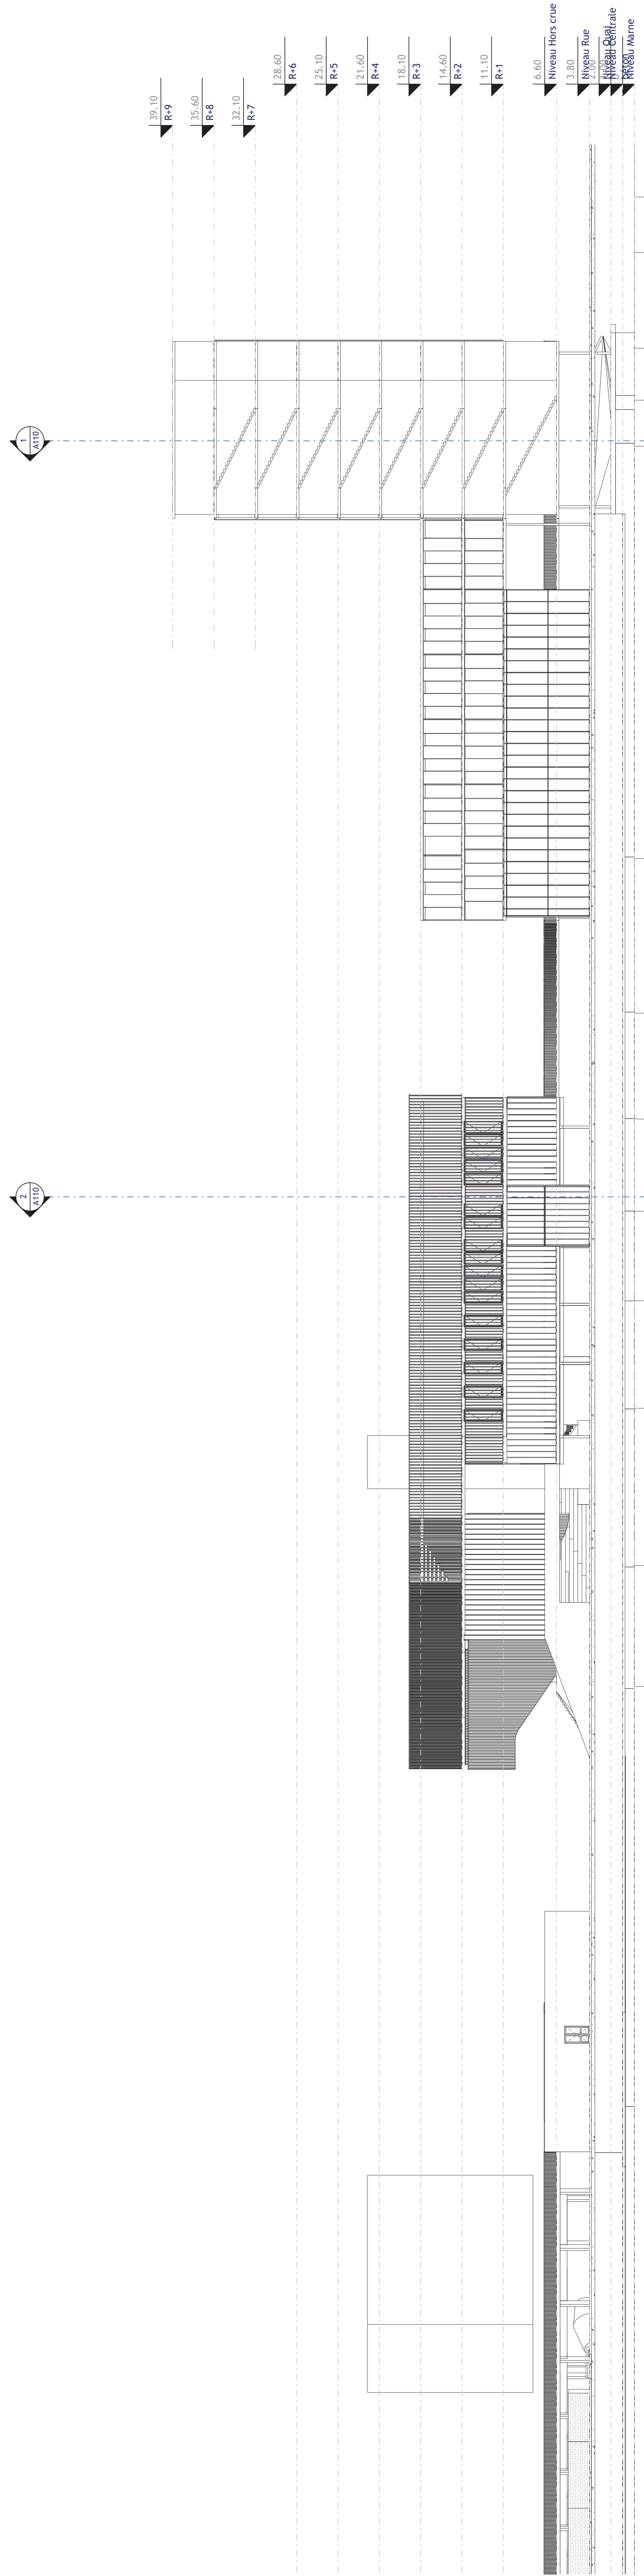 39.10
R+9
35.60
R+8
32.10
R+7
28.60
R+6
25.10
R+5
21.60
R+4
18.10
R+3
14.60
R+2
11.10
R+1
6.60
Niveau Hors crue
3.80
Niveau Rue
2.00
Niveau Quai
Niveau Centrale
Niveau Marne
1
A110
2
A110